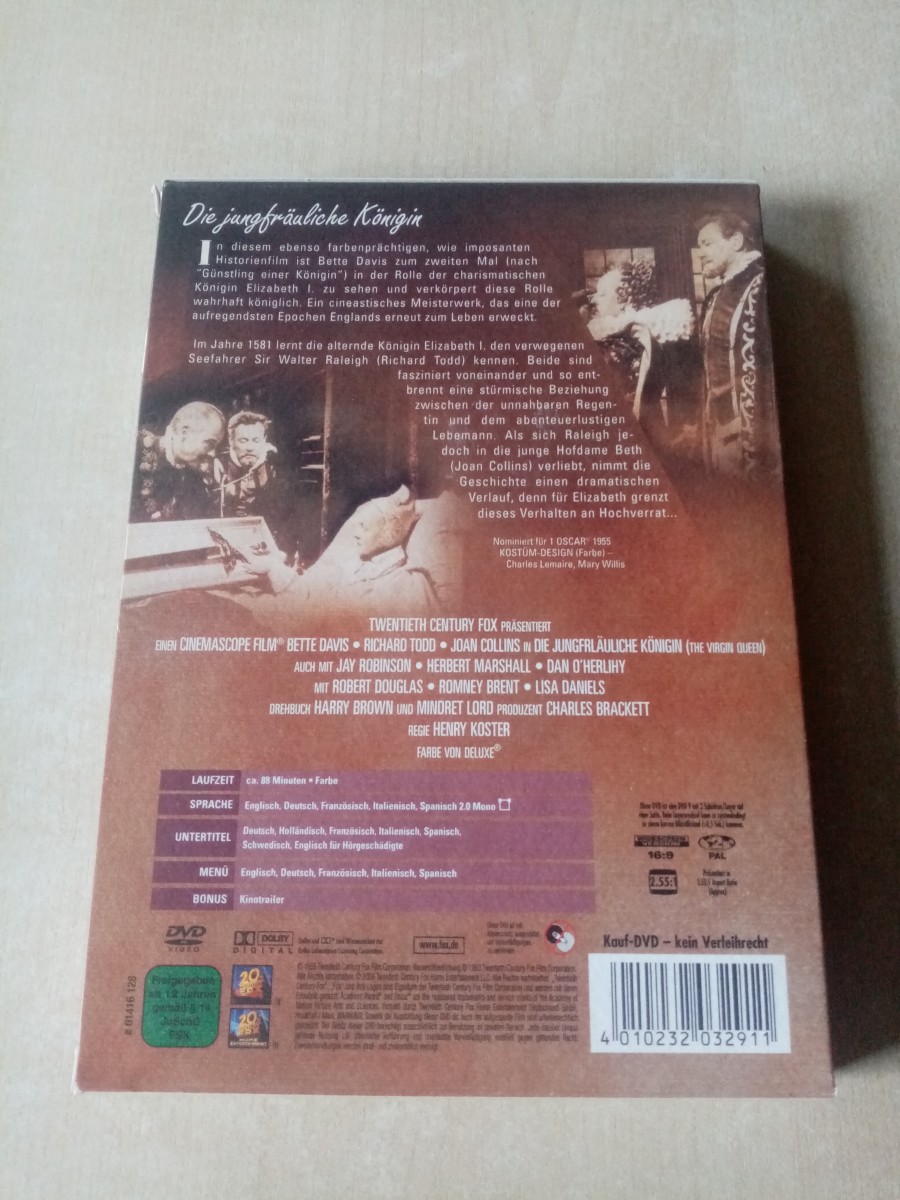 Die jungfräuliche Königin
In diesem ebenso farbenprächtigen, wie imposanten
Historienfilm ist Bette Davis zum zweiten Mal (nach
"Günstling einer Königin") in der Rolle der charismatischen
Königin Elizabeth I. zu sehen und verkörpert diese Rolle
wahrhaft königlich. Ein cineastisches Meisterwerk, das eine der
aufregendsten Epochen Englands erneut zum Leben erweckt.
Im Jahre 1581 lernt die alternde Königin Elizabeth I. den verwegenen
Seefahrer Sir Walter Raleigh (Richard Todd) kennen. Beide sind
fasziniert voneinander und so ent-
brennt eine stürmische Beziehung
zwischen der unnahbaren Regen-
tin und dem abenteuerlustigen
Lebemann. Als sich Raleigh je-
doch in die junge Hofdame Beth
(Joan Collins) verliebt, nimmt die
Geschichte einen dramatischen
Verlauf, denn für Elizabeth grenzt
dieses Verhalten an Hochverrat...
Nominiert für 1 OSCAR® 1955
KOSTÜM-DESIGN (Farbe) –
Charles Lemaire, Mary Willis
TWENTIETH CENTURY FOX PRÄSENTIERT
EINEN CINEMASCOPE FILM® BETTE DAVIS • RICHARD TODD • JOAN COLLINS IN DIE JUNGFRLÄULICHE KÖNIGIN (THE VIRGIN QUEEN)
AUCH MIT JAY ROBINSON • HERBERT MARSHALL • DAN O'HERLIHY
MIT ROBERT DOUGLAS • ROMNEY BRENT • LISA DANIELS
DREHBUCH HARRY BROWN UND MINDRET LORD PRODUZENT CHARLES BRACKETT
REGIE HENRY KOSTER
FARBE VON DELUXE®
LAUFZEIT ca. 88 Minuten • Farbe
SPRACHE Englisch, Deutsch, Französisch, Italienisch, Spanisch 2.0 Mono
UNTERTITEL Deutsch, Holländisch, Französisch, Italienisch, Spanisch,
Schwedisch, Englisch für Hörgeschädigte
MENÜ Englisch, Deutsch, Französisch, Italienisch, Spanisch
BONUS Kinotrailer
16:9
PAL
2.55:1
DVD
VIDEO
DOLBY
DIGITAL
www.fox.de
Kauf-DVD – kein Verleihrecht
Freigegeben
ab 12 Jahren
gemäß § 14
JuSchG
FSK
# 01416 128
4 010232 032911